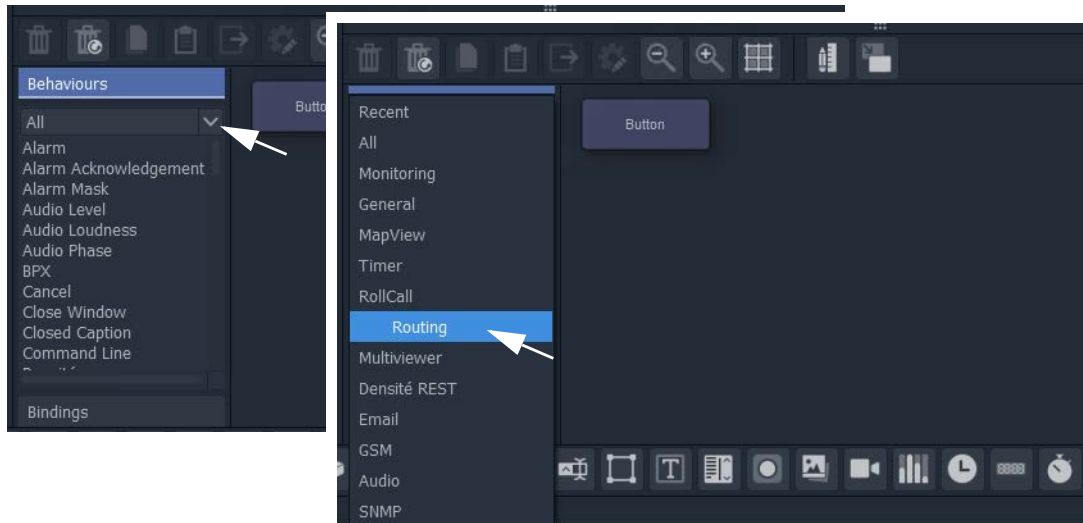 Behaviours
All
Alarm
Alarm Acknowledgement
Alarm Mask
Audio Level
Audio Loudness
Audio Phase
BPX
Cancel
Close Window
Closed Caption
Command Line
Bindings
Recent
All
Monitoring
General
MapView
Timer
RollCall
Routing
Multiviewer
Densité REST
Email
GSM
Audio
SNMP
Button